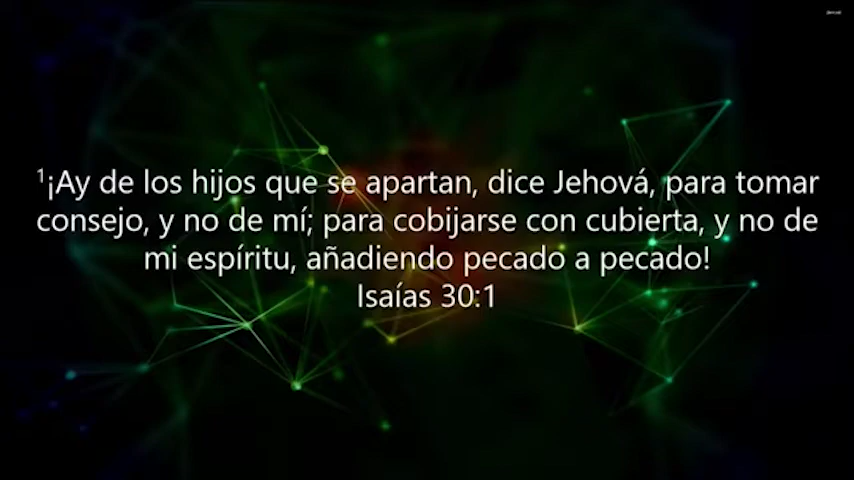 ¹¡Ay de los hijos que se apartan, dice Jehová, para tomar
consejo, y no de mí; para cobijarse con cubierta, y no de
mi espíritu, añadiendo pecado a pecado!
Isaías 30:1